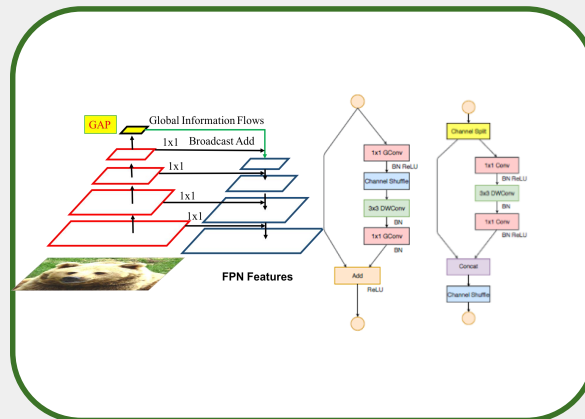 GAP
Global Information Flows
1x1
Broadcast Add
1x1
1x1
1x1
FPN Features
1x1 GConv
BN ReLU
Channel Shuffle
3x3 DWConv
BN
1x1 GConv
BN
Add
ReLU
Channel Split
1x1 Conv
BN ReLU
3x3 DWConv
BN
1x1 Conv
BN ReLU
Concat
Channel Shuffle